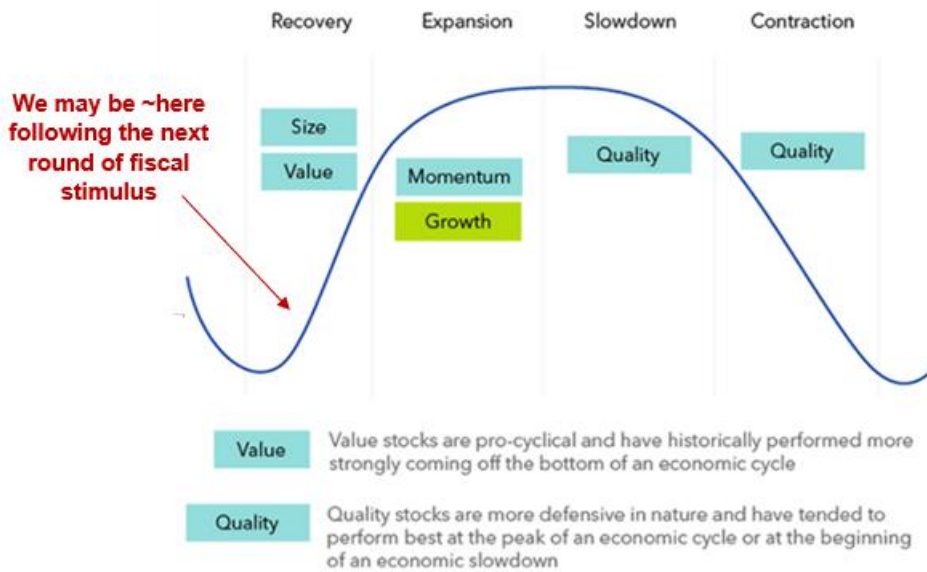 Recovery
Expansion
Slowdown
Contraction
We may be ~here
following the next
round of fiscal
stimulus
Size
Value
Momentum
Growth
Quality
Quality
Value
Value stocks are pro-cyclical and have historically performed more
strongly coming off the bottom of an economic cycle
Quality
Quality stocks are more defensive in nature and have tended to
perform best at the peak of an economic cycle or at the beginning
of an economic slowdown